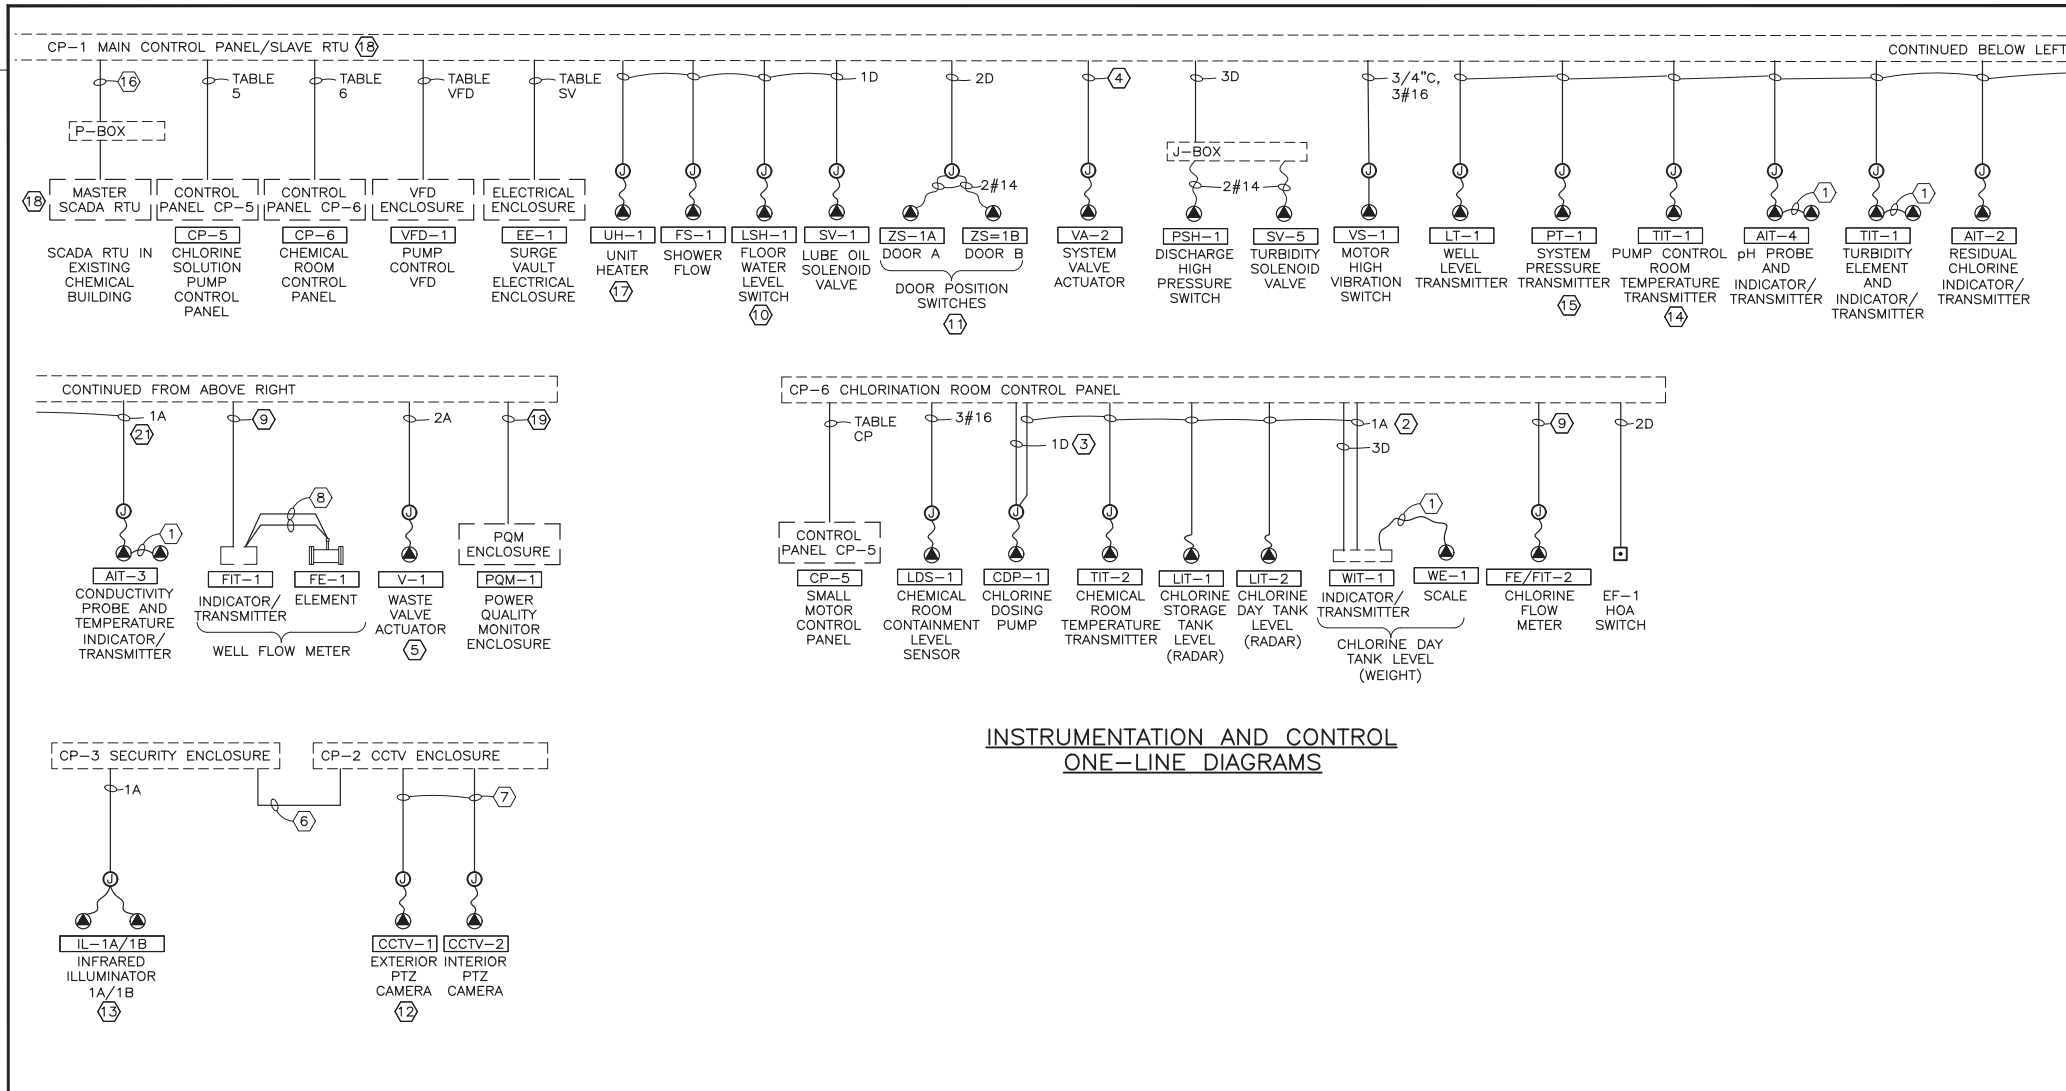 CP-1 MAIN CONTROL PANEL/SLAVE RTU 18
CONTINUED BELOW LEFT
16
TABLE
5
TABLE
6
TABLE
VFD
TABLE
SV
1D
2D
4
3D
3/4"C,
3#16
P-BOX
J-BOX
18
MASTER
SCADA RTU
CONTROL
PANEL CP-5
CONTROL
PANEL CP-6
VFD
ENCLOSURE
ELECTRICAL
ENCLOSURE
J
J
J
J
J
2#14
J
2#14
J
J
J
J
J
1
J
1
J
SCADA RTU IN
EXISTING
CHEMICAL
BUILDING
CP-5
CHLORINE
SOLUTION
PUMP
CONTROL
PANEL
CP-6
CHEMICAL
ROOM
CONTROL
PANEL
VFD-1
PUMP
CONTROL
VFD
EE-1
SURGE
VAULT
ELECTRICAL
ENCLOSURE
UH-1
UNIT
HEATER
17
FS-1
SHOWER
FLOW
LSH-1
FLOOR
WATER
LEVEL
SWITCH
10
SV-1
LUBE OIL
SOLENOID
VALVE
ZS-1A
DOOR A
ZS=1B
DOOR B
DOOR POSITION
SWITCHES
11
VA-2
SYSTEM
VALVE
ACTUATOR
PSH-1
DISCHARGE
HIGH
PRESSURE
SWITCH
SV-5
TURBIDITY
SOLENOID
VALVE
VS-1
MOTOR
HIGH
VIBRATION
SWITCH
LT-1
WELL
LEVEL
TRANSMITTER
PT-1
SYSTEM
PRESSURE
TRANSMITTER
15
TIT-1
PUMP CONTROL
ROOM
TEMPERATURE
TRANSMITTER
14
AIT-4
pH PROBE
AND
INDICATOR/
TRANSMITTER
TIT-1
TURBIDITY
ELEMENT
AND
INDICATOR/
TRANSMITTER
AIT-2
RESIDUAL
CHLORINE
INDICATOR/
TRANSMITTER
CONTINUED FROM ABOVE RIGHT
1A
21
9
2A
19
8
J
1
J
PQM
ENCLOSURE
AIT-3
CONDUCTIVITY
PROBE AND
TEMPERATURE
INDICATOR/
TRANSMITTER
FIT-1
INDICATOR/
TRANSMITTER
FE-1
ELEMENT
WELL FLOW METER
V-1
WASTE
VALVE
ACTUATOR
5
PQM-1
POWER
QUALITY
MONITOR
ENCLOSURE
CP-6 CHLORINATION ROOM CONTROL PANEL
TABLE
CP
3#16
1D 3
1A 2
3D
9
2D
CONTROL
PANEL CP-5
J
J
J
1
J
CP-5
SMALL
MOTOR
CONTROL
PANEL
LDS-1
CHEMICAL
ROOM
CONTAINMENT
LEVEL
SENSOR
CDP-1
CHLORINE
DOSING
PUMP
TIT-2
CHEMICAL
ROOM
TEMPERATURE
TRANSMITTER
LIT-1
CHLORINE
STORAGE
TANK
LEVEL
(RADAR)
LIT-2
CHLORINE
DAY TANK
LEVEL
(RADAR)
WIT-1
INDICATOR/
TRANSMITTER
WE-1
SCALE
CHLORINE DAY
TANK LEVEL
(WEIGHT)
FE/FIT-2
CHLORINE
FLOW
METER
EF-1
HOA
SWITCH
INSTRUMENTATION AND CONTROL
ONE-LINE DIAGRAMS
CP-3 SECURITY ENCLOSURE
CP-2 CCTV ENCLOSURE
1A
6
7
J
J
J
IL-1A/1B
INFRARED
ILLUMINATOR
1A/1B
13
CCTV-1
EXTERIOR
PTZ
CAMERA
12
CCTV-2
INTERIOR
PTZ
CAMERA